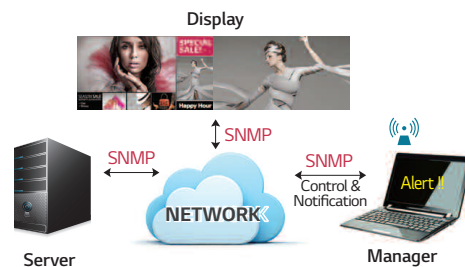 Display
SPECIAL
SALE!
Happy Hour
SNMP
SNMP
SNMP
Control &
Notification
Alert !!
NETWORK
Server
Manager